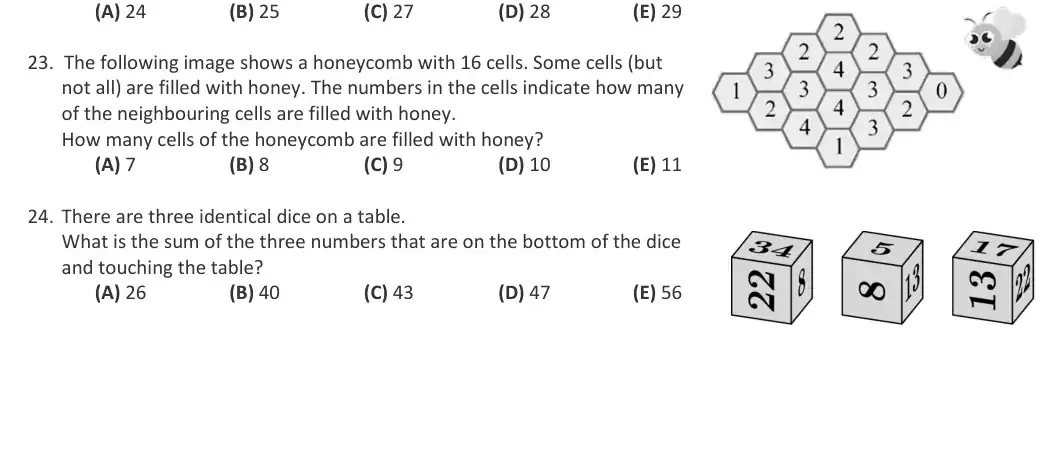 (A) 24 (B) 25 (C) 27 (D) 28 (E) 29
23. The following image shows a honeycomb with 16 cells. Some cells (but
not all) are filled with honey. The numbers in the cells indicate how many
of the neighbouring cells are filled with honey.
How many cells of the honeycomb are filled with honey?
(A) 7 (B) 8 (C) 9 (D) 10 (E) 11
2
2 2
3 4 3
1 3 3 0
2 4 2
4 3
1
24. There are three identical dice on a table.
What is the sum of the three numbers that are on the bottom of the dice
and touching the table?
(A) 26 (B) 40 (C) 43 (D) 47 (E) 56
34 5 17
22 8 8 13 13 22